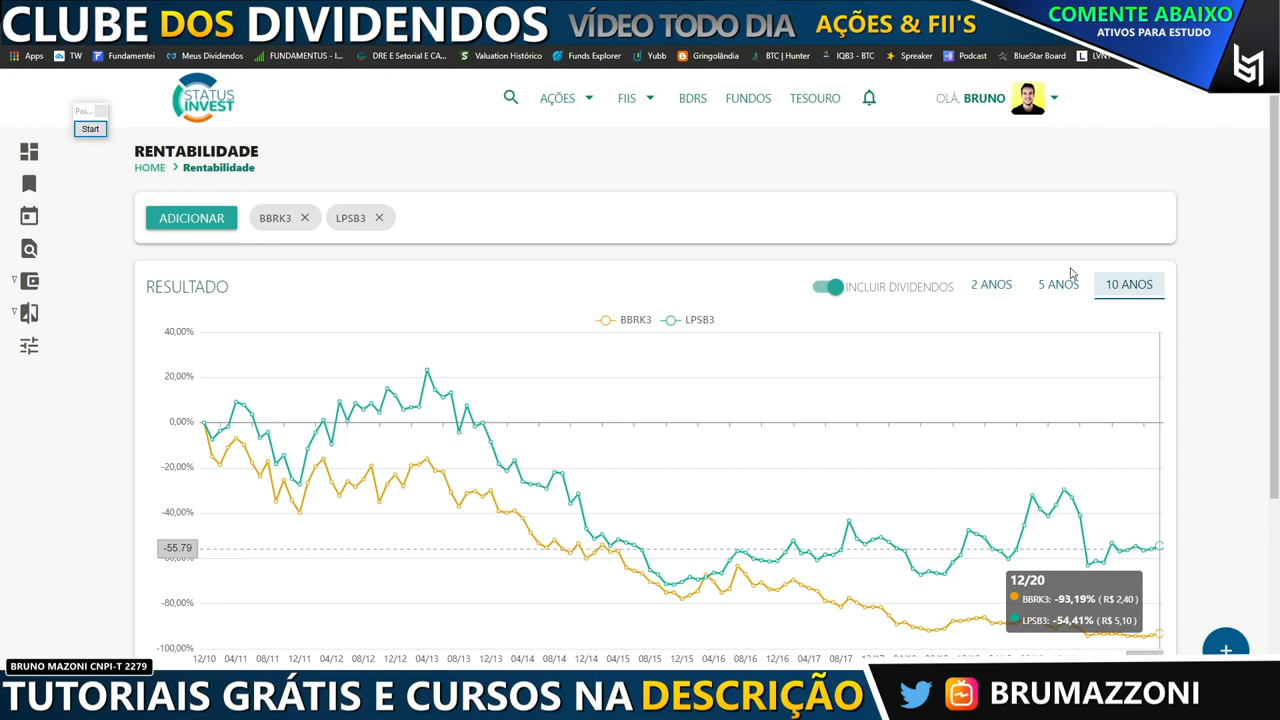 CLUBE DOS DIVIDENDOS VÍDEO TODO DIA AÇÕES & FII'S
COMENTE ABAIXO
ATIVOS PARA ESTUDO
Apps TW Fundamentei Meus Dividendos FUNDAMENTUS - I... DRE E Setorial E CA... Valuation Histórico Funds Explorer Yubb Gringolândia BTC | Hunter IQB3 - BTC Spreaker Podcast BlueStar Board
STATUS
INVEST
AÇÕES FIIS BDRS FUNDOS TESOURO OLÁ, BRUNO
Poi...
Start
RENTABILIDADE
HOME > Rentabilidade
ADICIONAR BBRK3 × LPSB3 ×
RESULTADO INCLUIR DIVIDENDOS 2 ANOS 5 ANOS 10 ANOS
BBRK3 LPSB3
40,00%
20,00%
0,00%
-20,00%
-40,00%
-55.79
-60,00%
-80,00%
-100,00%
12/20
BBRK3: -93,19% ( R$ 2,40 )
LPSB3: -54,41% ( R$ 5,10 )
12/10 04/11 08/11 12/11 04/12 08/12 12/12 04/13 08/13 12/13 04/14 08/14 12/14 04/15 08/15 12/15 04/16 08/16 12/16 04/17 08/17
+
BRUNO MAZONI CNPI-T 2279
TUTORIAIS GRÁTIS E CURSOS NA DESCRIÇÃO BRUMAZZONI